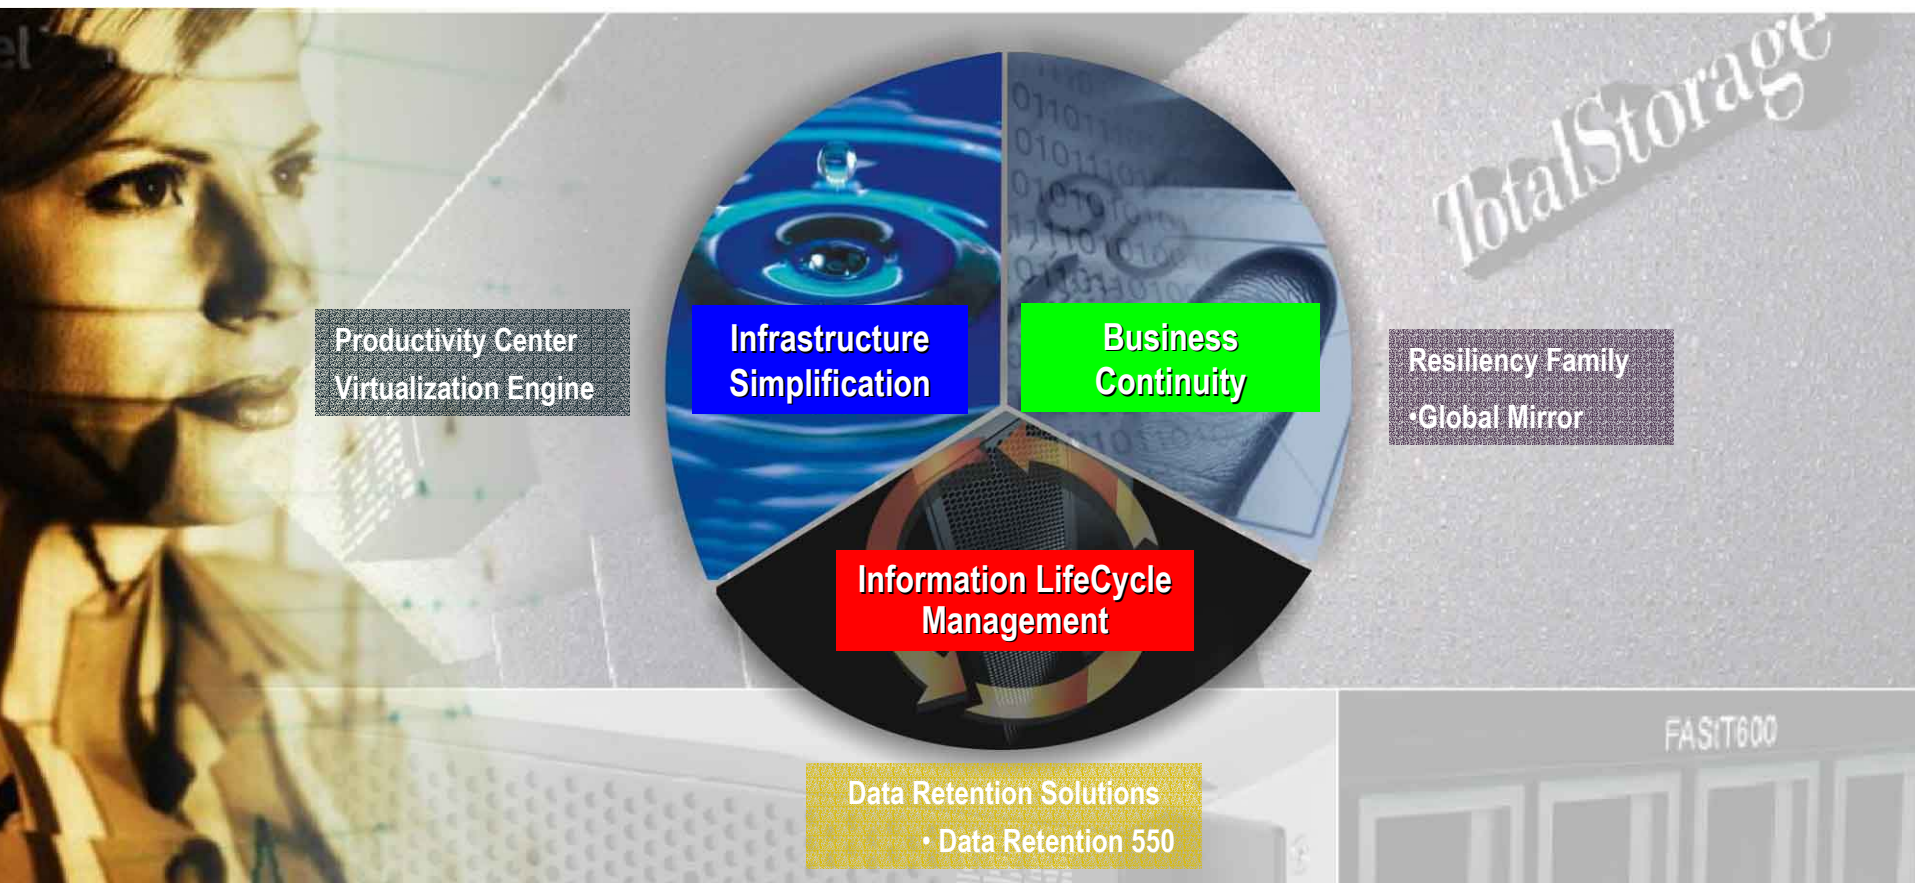 TotalStorage
Productivity Center
Virtualization Engine
Infrastructure
Simplification
Business
Continuity
Resiliency Family
•Global Mirror
Information LifeCycle
Management
FAStT600
Data Retention Solutions
• Data Retention 550